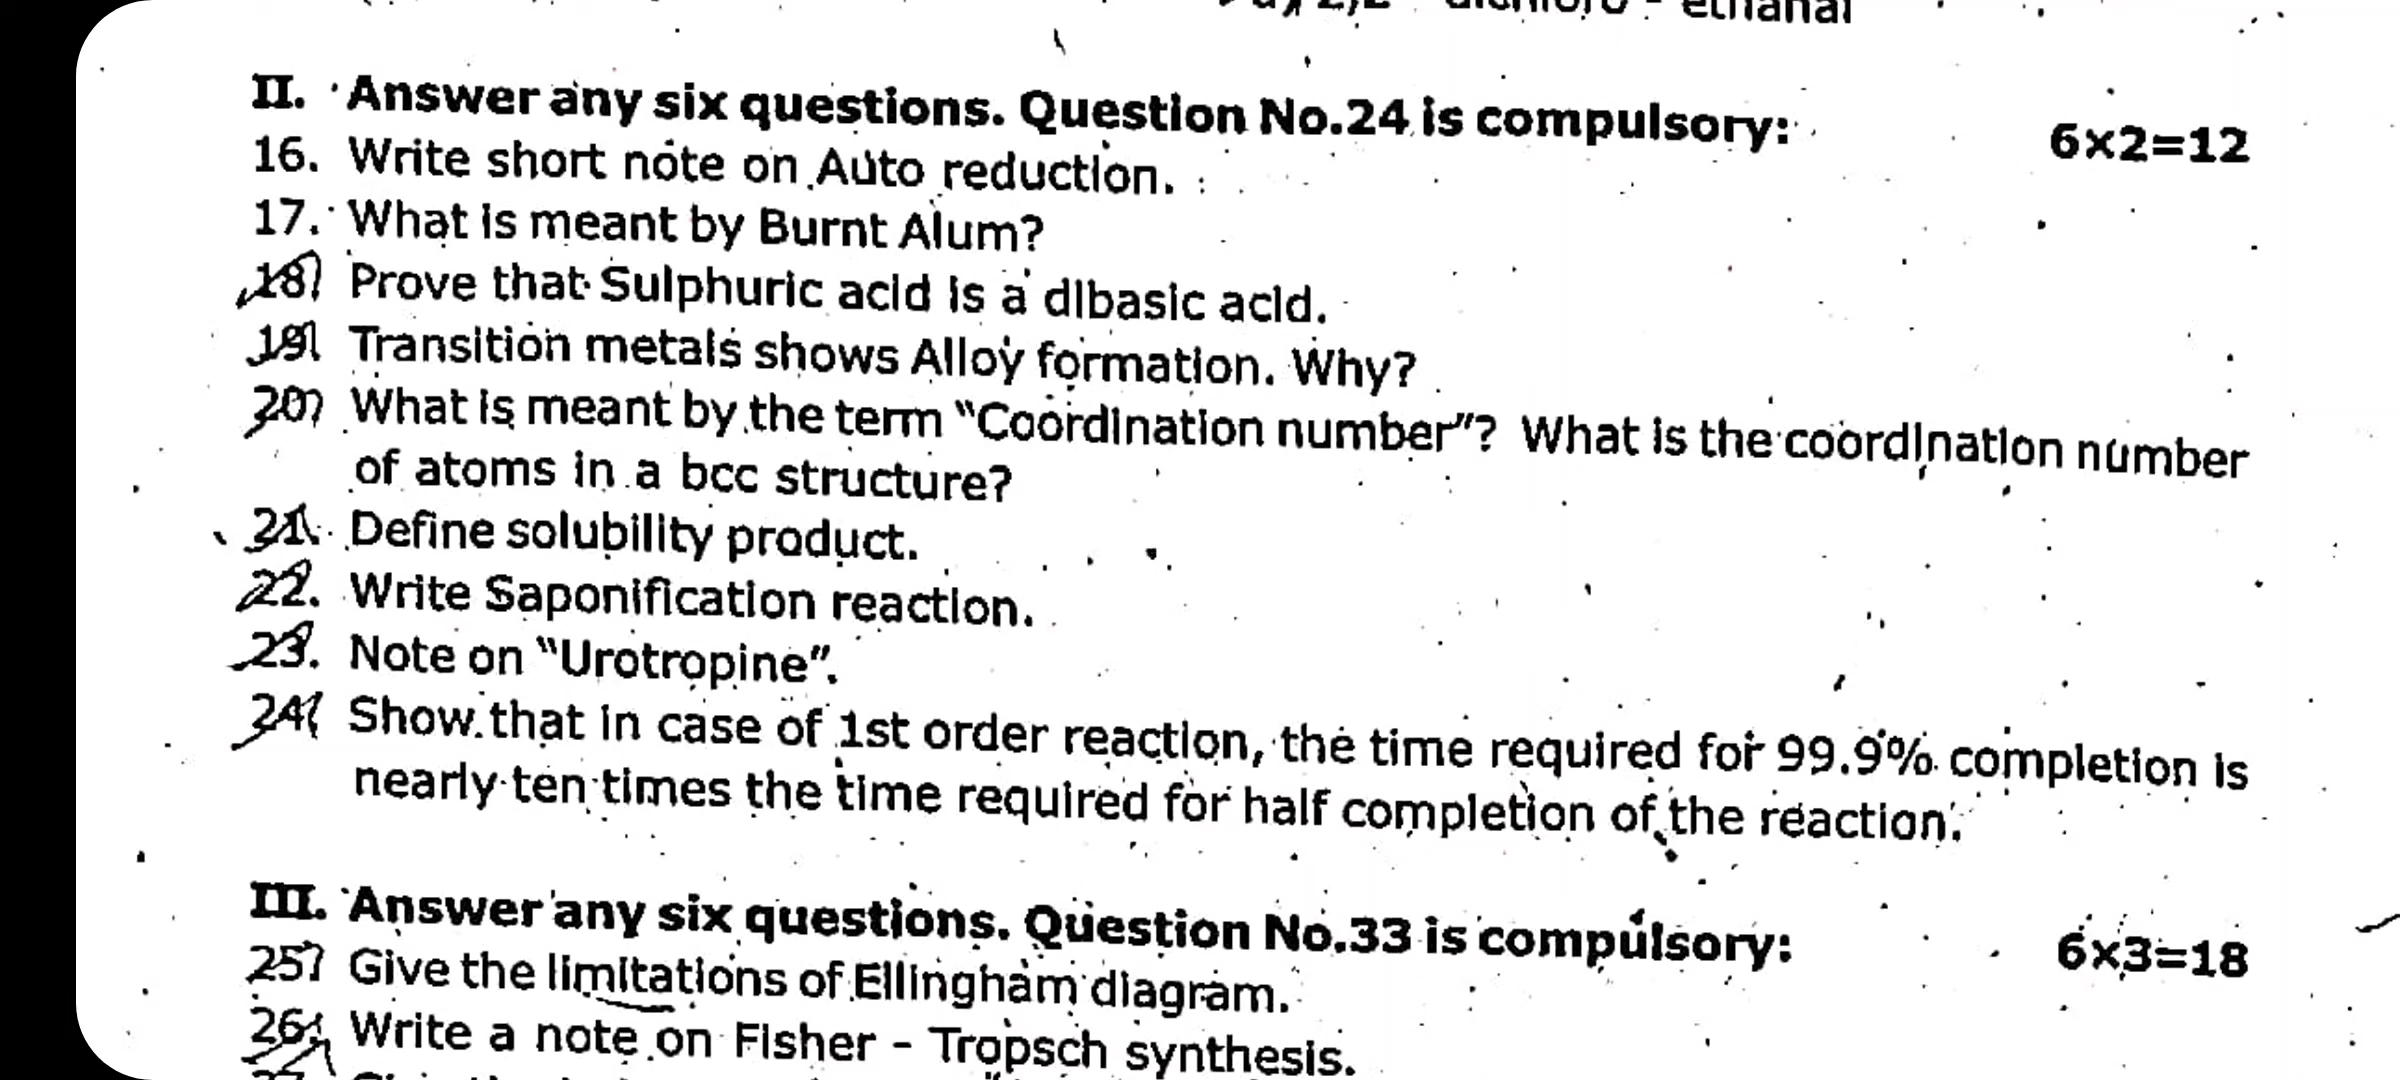 dichloro - ethanal
II. Answer any six questions. Question No.24 is compulsory: 6x2=12
16. Write short note on Auto reduction.
17. What is meant by Burnt Alum?
18. Prove that Sulphuric acid is a dibasic acid.
19. Transition metals shows Alloy formation. Why?
20. What is meant by the term "Coordination number"? What is the coordination number
of atoms in a bcc structure?
21. Define solubility product.
22. Write Saponification reaction.
23. Note on "Urotropine".
24. Show that in case of 1st order reaction, the time required for 99.9% completion is
nearly ten times the time required for half completion of the reaction.
III. Answer any six questions. Question No.33 is compulsory: 6x3=18
25. Give the limitations of Ellingham diagram.
26. Write a note on Fisher - Tropsch synthesis.